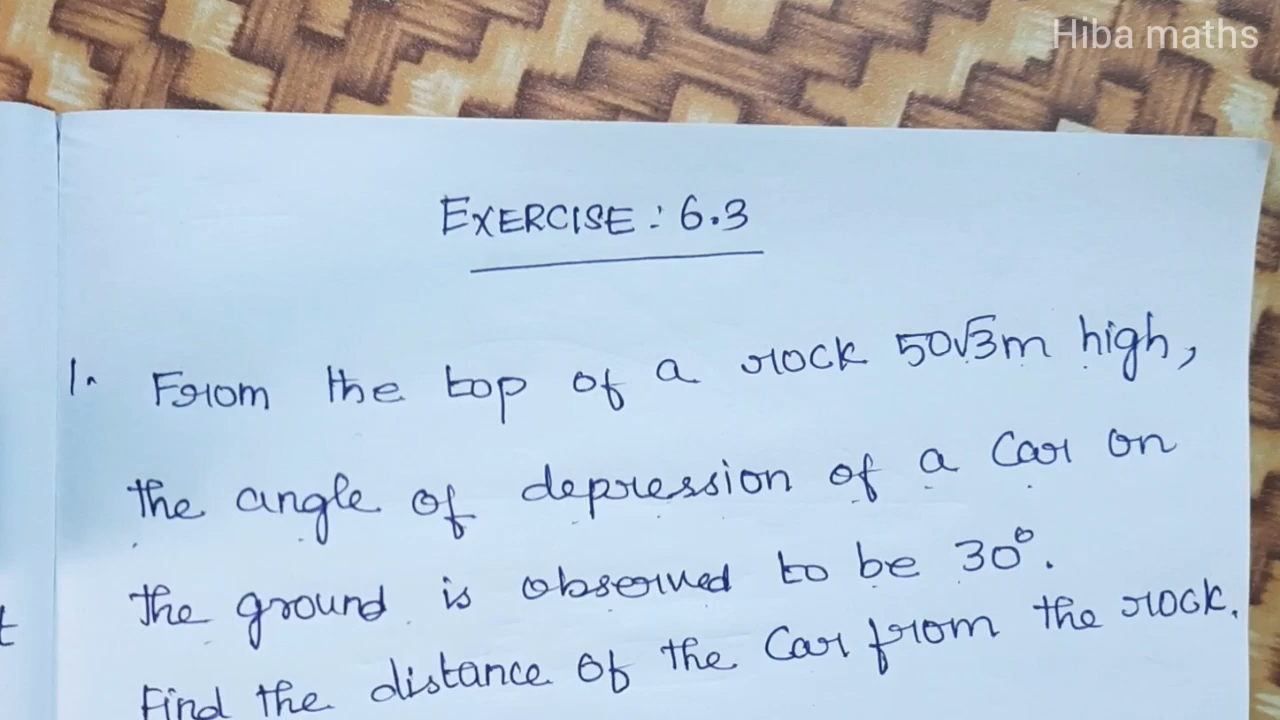 Hiba maths
EXERCISE : 6.3
1. From the top of a rock 50√3m high,
the angle of depression of a car on
the ground is observed to be 30°.
t
Find the distance of the car from the rock.